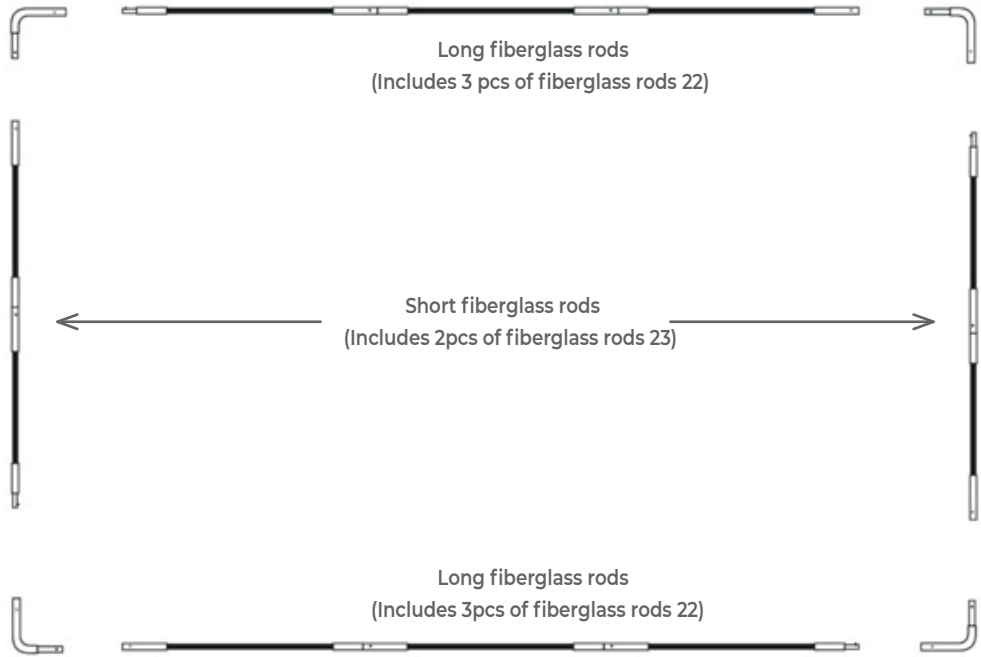 Long fiberglass rods
(Includes 3 pcs of fiberglass rods 22)
Short fiberglass rods
(Includes 2pcs of fiberglass rods 23)
Long fiberglass rods
(Includes 3pcs of fiberglass rods 22)